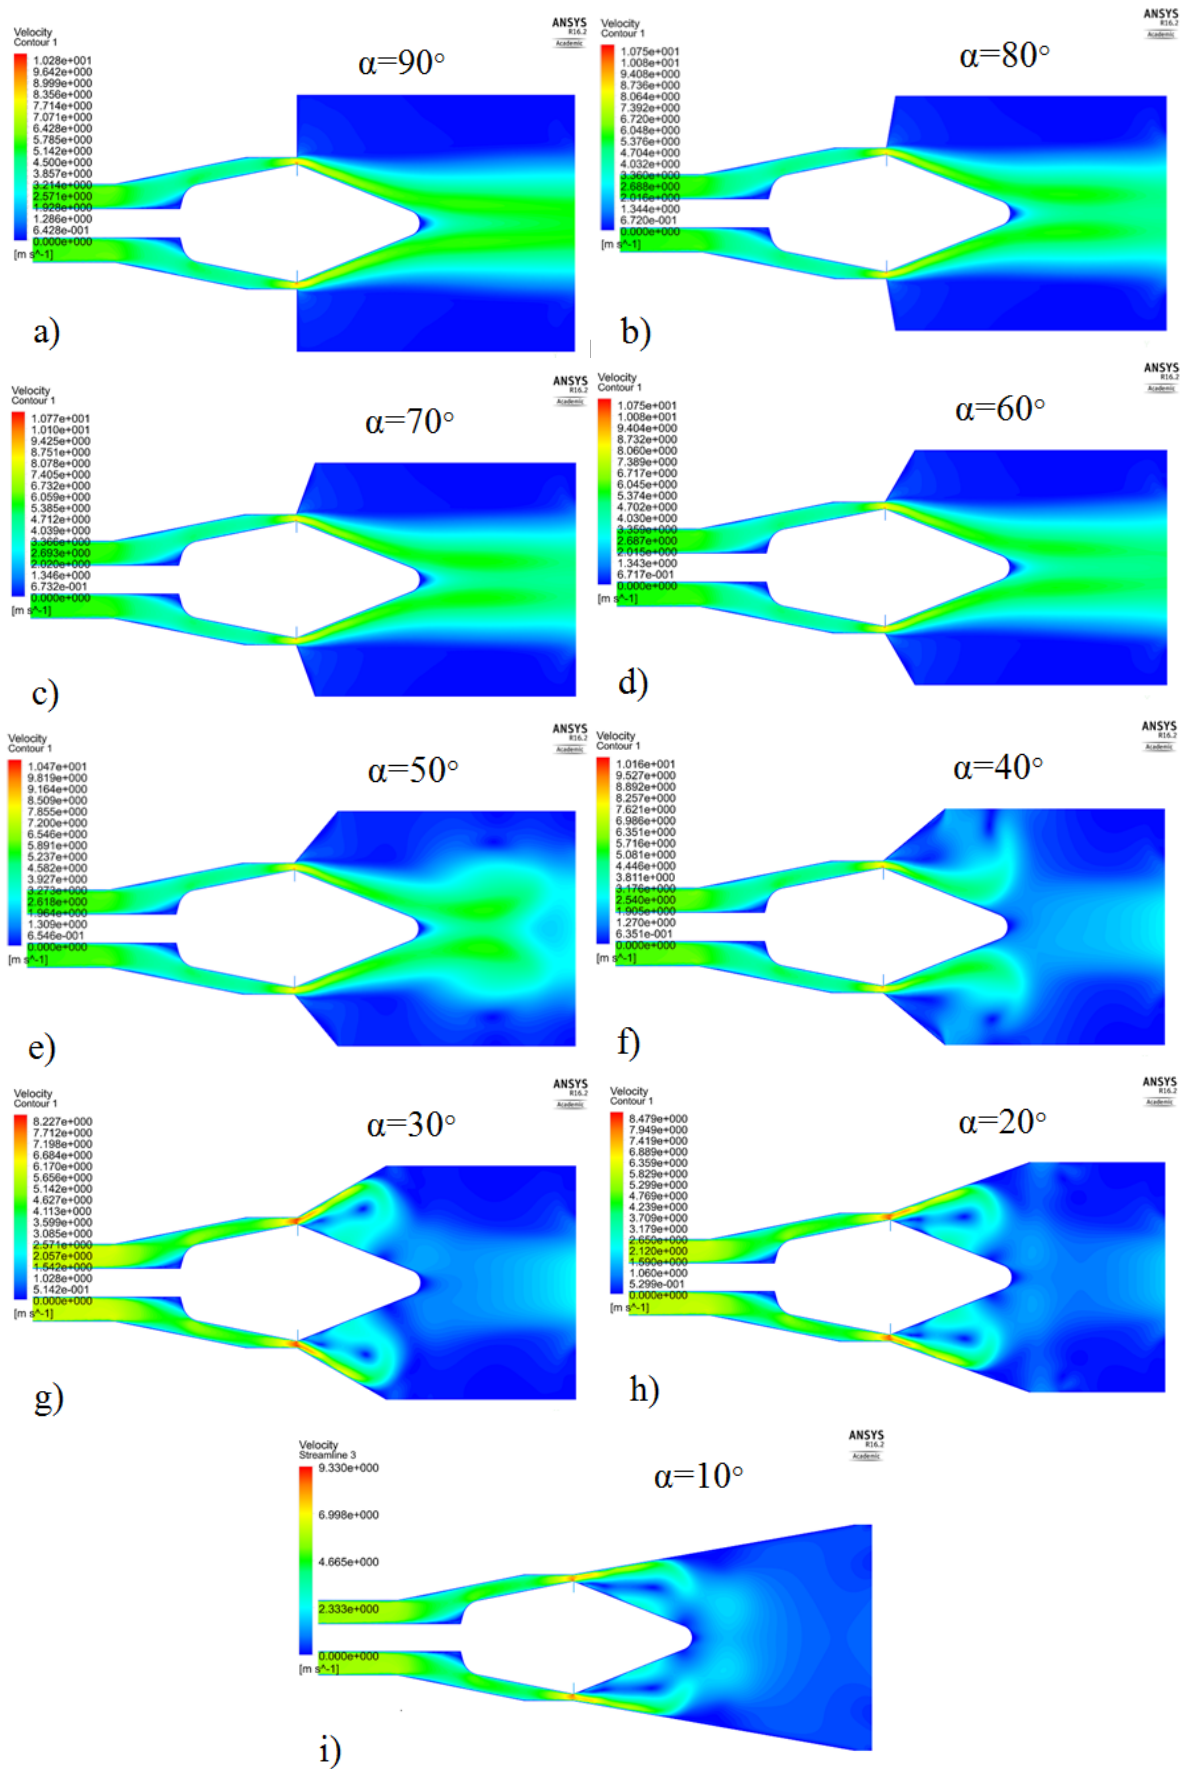 Velocity
Contour 1
ANSYS
R16.2
Academic
α=90°
1.028e+001
9.642e+000
8.999e+000
8.356e+000
7.714e+000
7.071e+000
6.428e+000
5.785e+000
5.142e+000
4.500e+000
3.857e+000
3.214e+000
2.571e+000
1.928e+000
1.286e+000
6.428e-001
0.000e+000
[m s^-1]
a)
Velocity
Contour 1
ANSYS
R16.2
Academic
α=80°
1.075e+001
1.008e+001
9.408e+000
8.736e+000
8.064e+000
7.392e+000
6.720e+000
6.048e+000
5.376e+000
4.704e+000
4.032e+000
3.360e+000
2.688e+000
2.016e+000
1.344e+000
6.720e-001
0.000e+000
[m s^-1]
b)
Velocity
Contour 1
ANSYS
R16.2
Academic
α=70°
1.077e+001
1.010e+001
9.425e+000
8.751e+000
8.078e+000
7.405e+000
6.732e+000
6.059e+000
5.385e+000
4.712e+000
4.039e+000
3.366e+000
2.693e+000
2.020e+000
1.346e+000
6.732e-001
0.000e+000
[m s^-1]
c)
Velocity
Contour 1
ANSYS
R16.2
Academic
α=60°
1.075e+001
1.008e+001
9.404e+000
8.732e+000
8.060e+000
7.389e+000
6.717e+000
6.045e+000
5.374e+000
4.702e+000
4.030e+000
3.359e+000
2.687e+000
2.015e+000
1.343e+000
6.717e-001
0.000e+000
[m s^-1]
d)
Velocity
Contour 1
ANSYS
R16.2
Academic
α=50°
1.047e+001
9.819e+000
9.164e+000
8.509e+000
7.855e+000
7.200e+000
6.546e+000
5.891e+000
5.237e+000
4.582e+000
3.927e+000
3.273e+000
2.618e+000
1.964e+000
1.309e+000
6.546e-001
0.000e+000
[m s^-1]
e)
Velocity
Contour 1
ANSYS
R16.2
Academic
α=40°
1.016e+001
9.527e+000
8.892e+000
8.257e+000
7.621e+000
6.986e+000
6.351e+000
5.716e+000
5.081e+000
4.446e+000
3.811e+000
3.176e+000
2.540e+000
1.905e+000
1.270e+000
6.351e-001
0.000e+000
[m s^-1]
f)
Velocity
Contour 1
ANSYS
R16.2
Academic
α=30°
8.227e+000
7.712e+000
7.198e+000
6.684e+000
6.170e+000
5.656e+000
5.142e+000
4.627e+000
4.113e+000
3.599e+000
3.085e+000
2.571e+000
2.057e+000
1.542e+000
1.028e+000
5.142e-001
0.000e+000
[m s^-1]
g)
Velocity
Contour 1
ANSYS
R16.2
Academic
α=20°
8.479e+000
7.949e+000
7.419e+000
6.889e+000
6.359e+000
5.829e+000
5.299e+000
4.769e+000
4.239e+000
3.709e+000
3.179e+000
2.650e+000
2.120e+000
1.590e+000
1.060e+000
5.299e-001
0.000e+000
[m s^-1]
h)
Velocity
Streamline 3
ANSYS
R16.2
Academic
α=10°
9.330e+000
6.998e+000
4.665e+000
2.333e+000
0.000e+000
[m s^-1]
i)